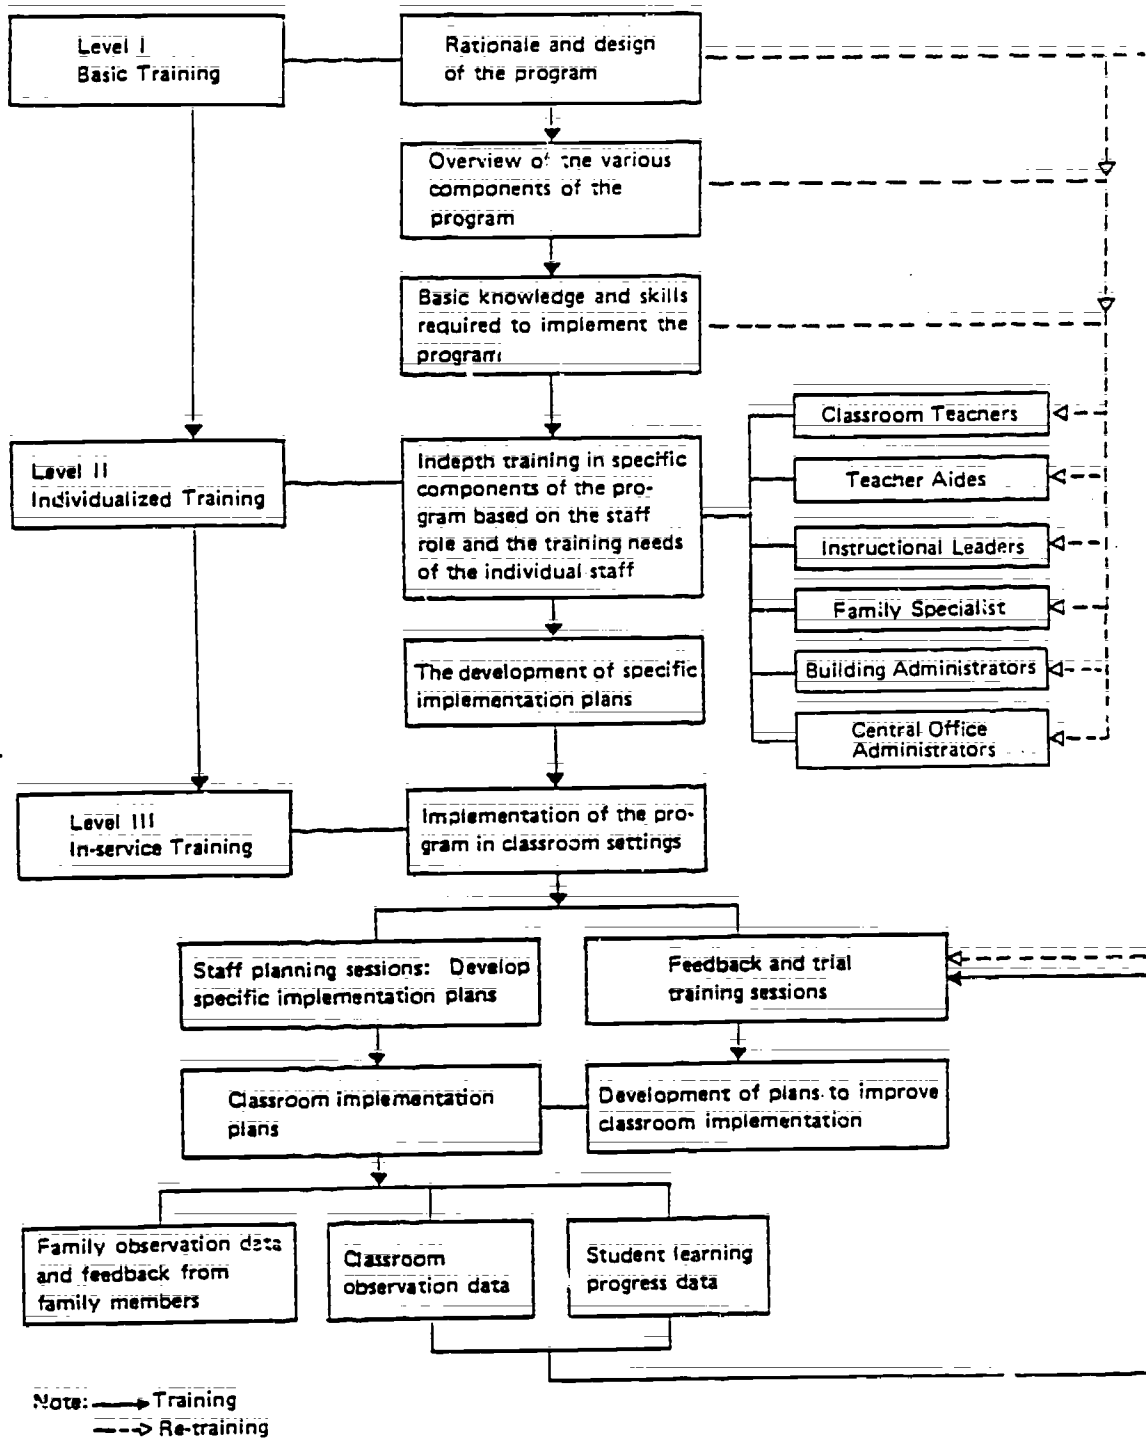 Level I
Basic Training
Rationale and design
of the program
Overview of the various
components of the
program
Basic knowledge and skills
required to implement the
program
Level II
Individualized Training
Indepth training in specific
components of the pro-
gram based on the staff
role and the training needs
of the individual staff
Classroom Teachers
Teacher Aides
Instructional Leaders
Family Specialist
Building Administrators
Central Office
Administrators
The development of specific
implementation plans
Level III
In-service Training
Implementation of the pro-
gram in classroom settings
Staff planning sessions: Develop
specific implementation plans
Feedback and trial
training sessions
Classroom implementation
plans
Development of plans to improve
classroom implementation
Family observation data
and feedback from
family members
Classroom
observation data
Student learning
progress data
Note: Training
Re-training